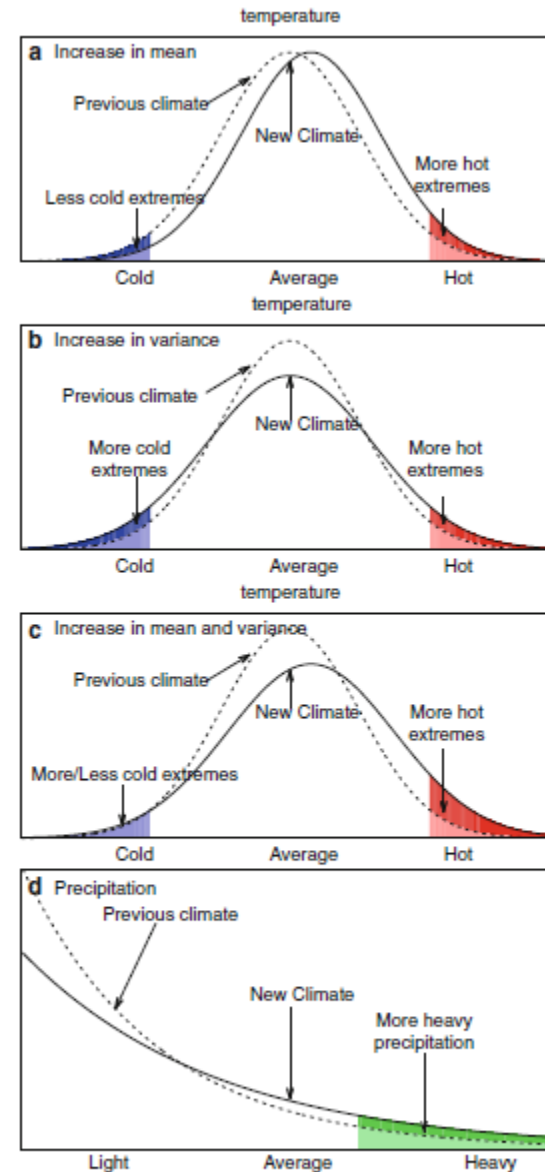 temperature
a Increase in mean
Previous climate
New Climate
More hot
extremes
Less cold extremes
Cold Average Hot
temperature
b Increase in variance
Previous climate
New Climate
More cold
extremes
More hot
extremes
Cold Average Hot
temperature
c Increase in mean and variance
Previous climate
New Climate
More hot
extremes
More/Less cold extremes
Cold Average Hot
d Precipitation
Previous climate
New Climate
More heavy
precipitation
Light Average Heavy